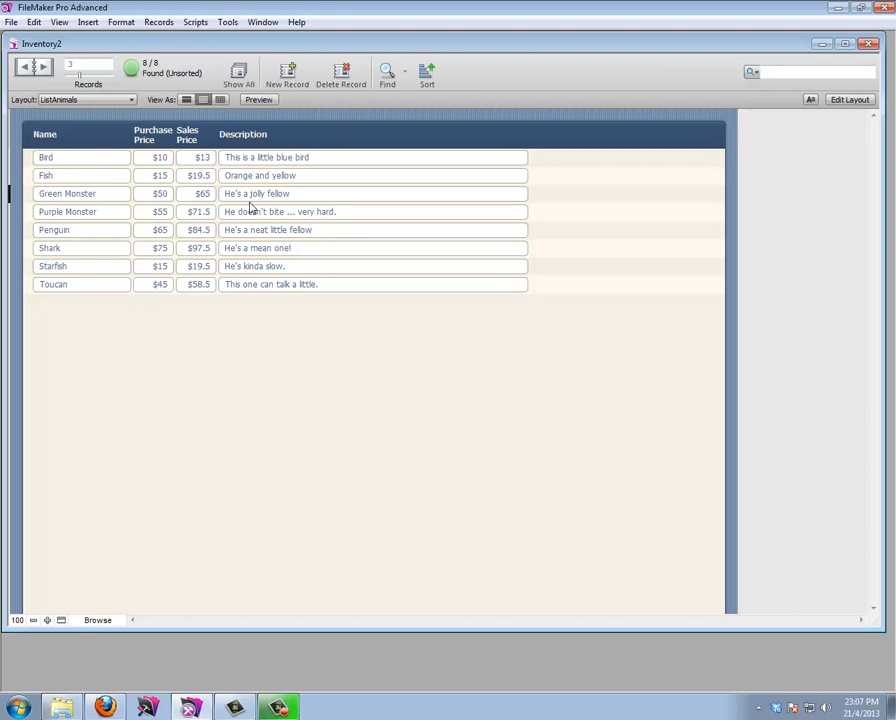 FileMaker Pro Advanced
File Edit View Insert Format Records Scripts Tools Window Help
Inventory2
3
8 / 8
Found (Unsorted)
Records
Show All
New Record
Delete Record
Find
Sort
Layout: ListAnimals View As: Preview Aa Edit Layout
Name Purchase Price Sales Price Description
Bird $10 $13 This is a little blue bird
Fish $15 $19.5 Orange and yellow
Green Monster $50 $65 He's a jolly fellow
Purple Monster $55 $71.5 He doesn't bite ... very hard.
Penguin $65 $84.5 He's a neat little fellow
Shark $75 $97.5 He's a mean one!
Starfish $15 $19.5 He's kinda slow.
Toucan $45 $58.5 This one can talk a little.
100 Browse
23:07 PM
21/4/2013